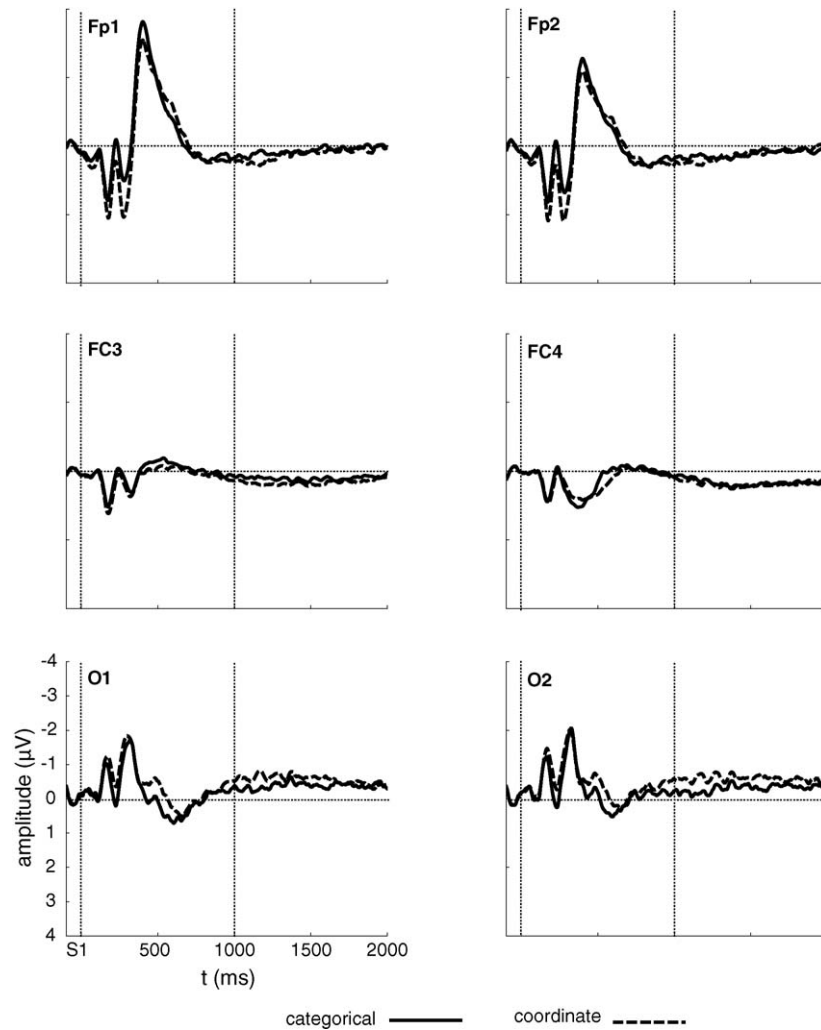 Fp1
Fp2
FC3
FC4
O1
O2
-4
-3
-2
-1
0
1
2
3
4
amplitude (µV)
S1 500 1000 1500 2000
t (ms)
categorical coordinate